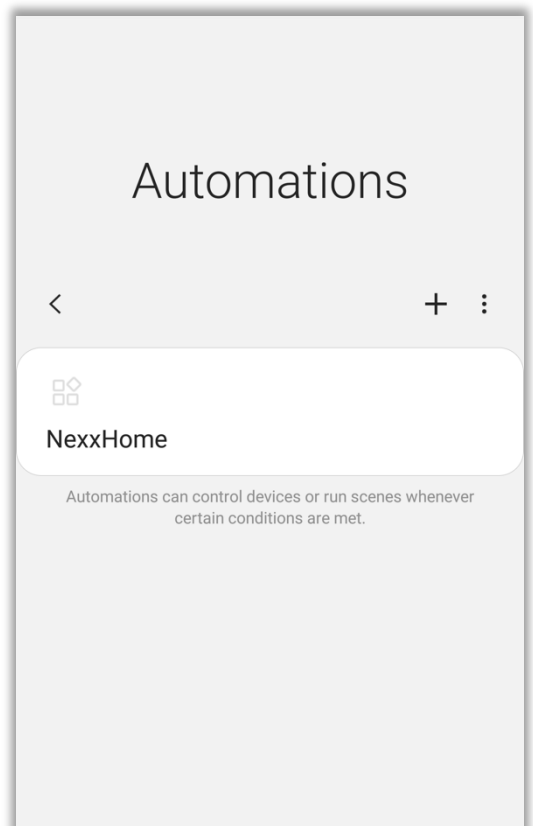 Automations
NexxHome
Automations can control devices or run scenes whenever
certain conditions are met.